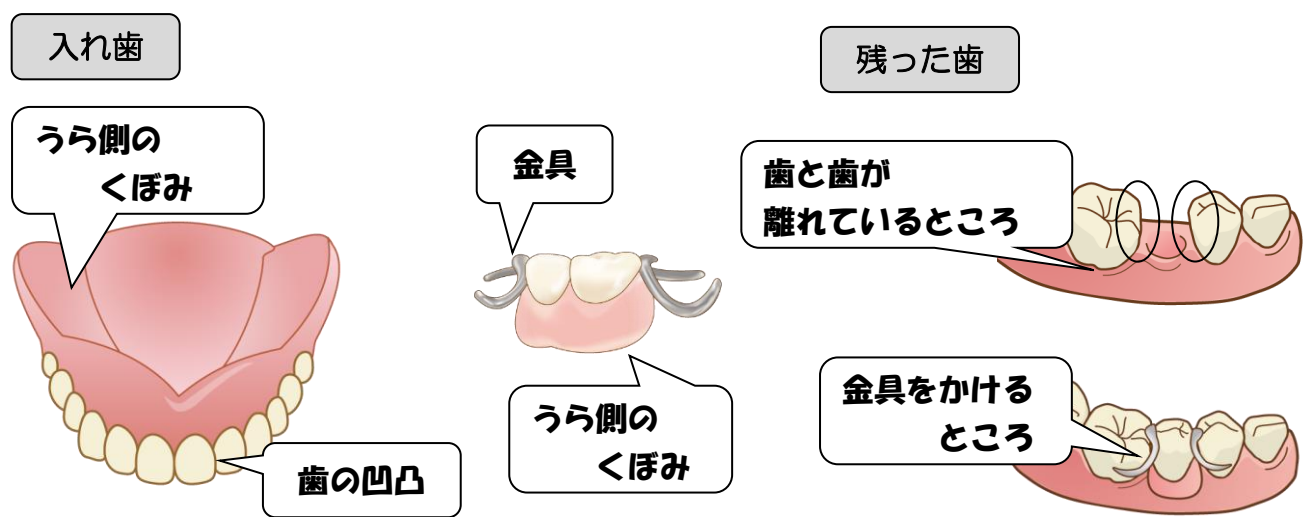 入れ歯
うら側の
くぼみ
歯の凹凸
金具
うら側の
くぼみ
残った歯
歯と歯が
離れているところ
金具をかける
ところ